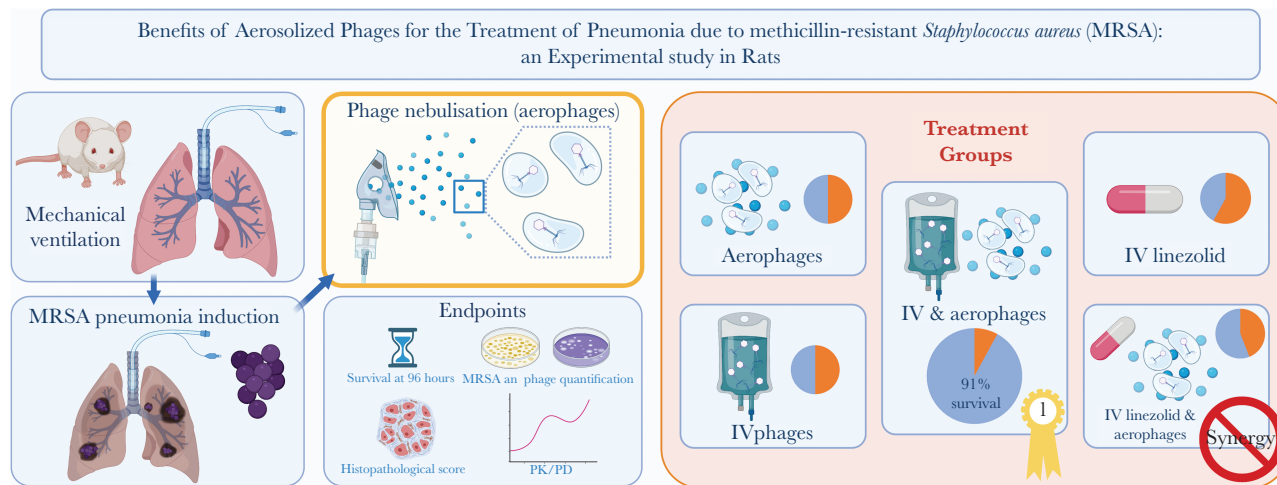 Benefits of Aerosolized Phages for the Treatment of Pneumonia due to methicillin-resistant Staphylococcus aureus (MRSA):
an Experimental study in Rats
Mechanical
ventilation
MRSA pneumonia induction
Phage nebulisation (aerophages)
Endpoints
Survival at 96 hours
MRSA an phage quantification
Histopathological score
PK/PD
Treatment
Groups
Aerophages
IVphages
IV & aerophages
91%
survival
1
IV linezolid
IV linezolid &
aerophages
Synergy